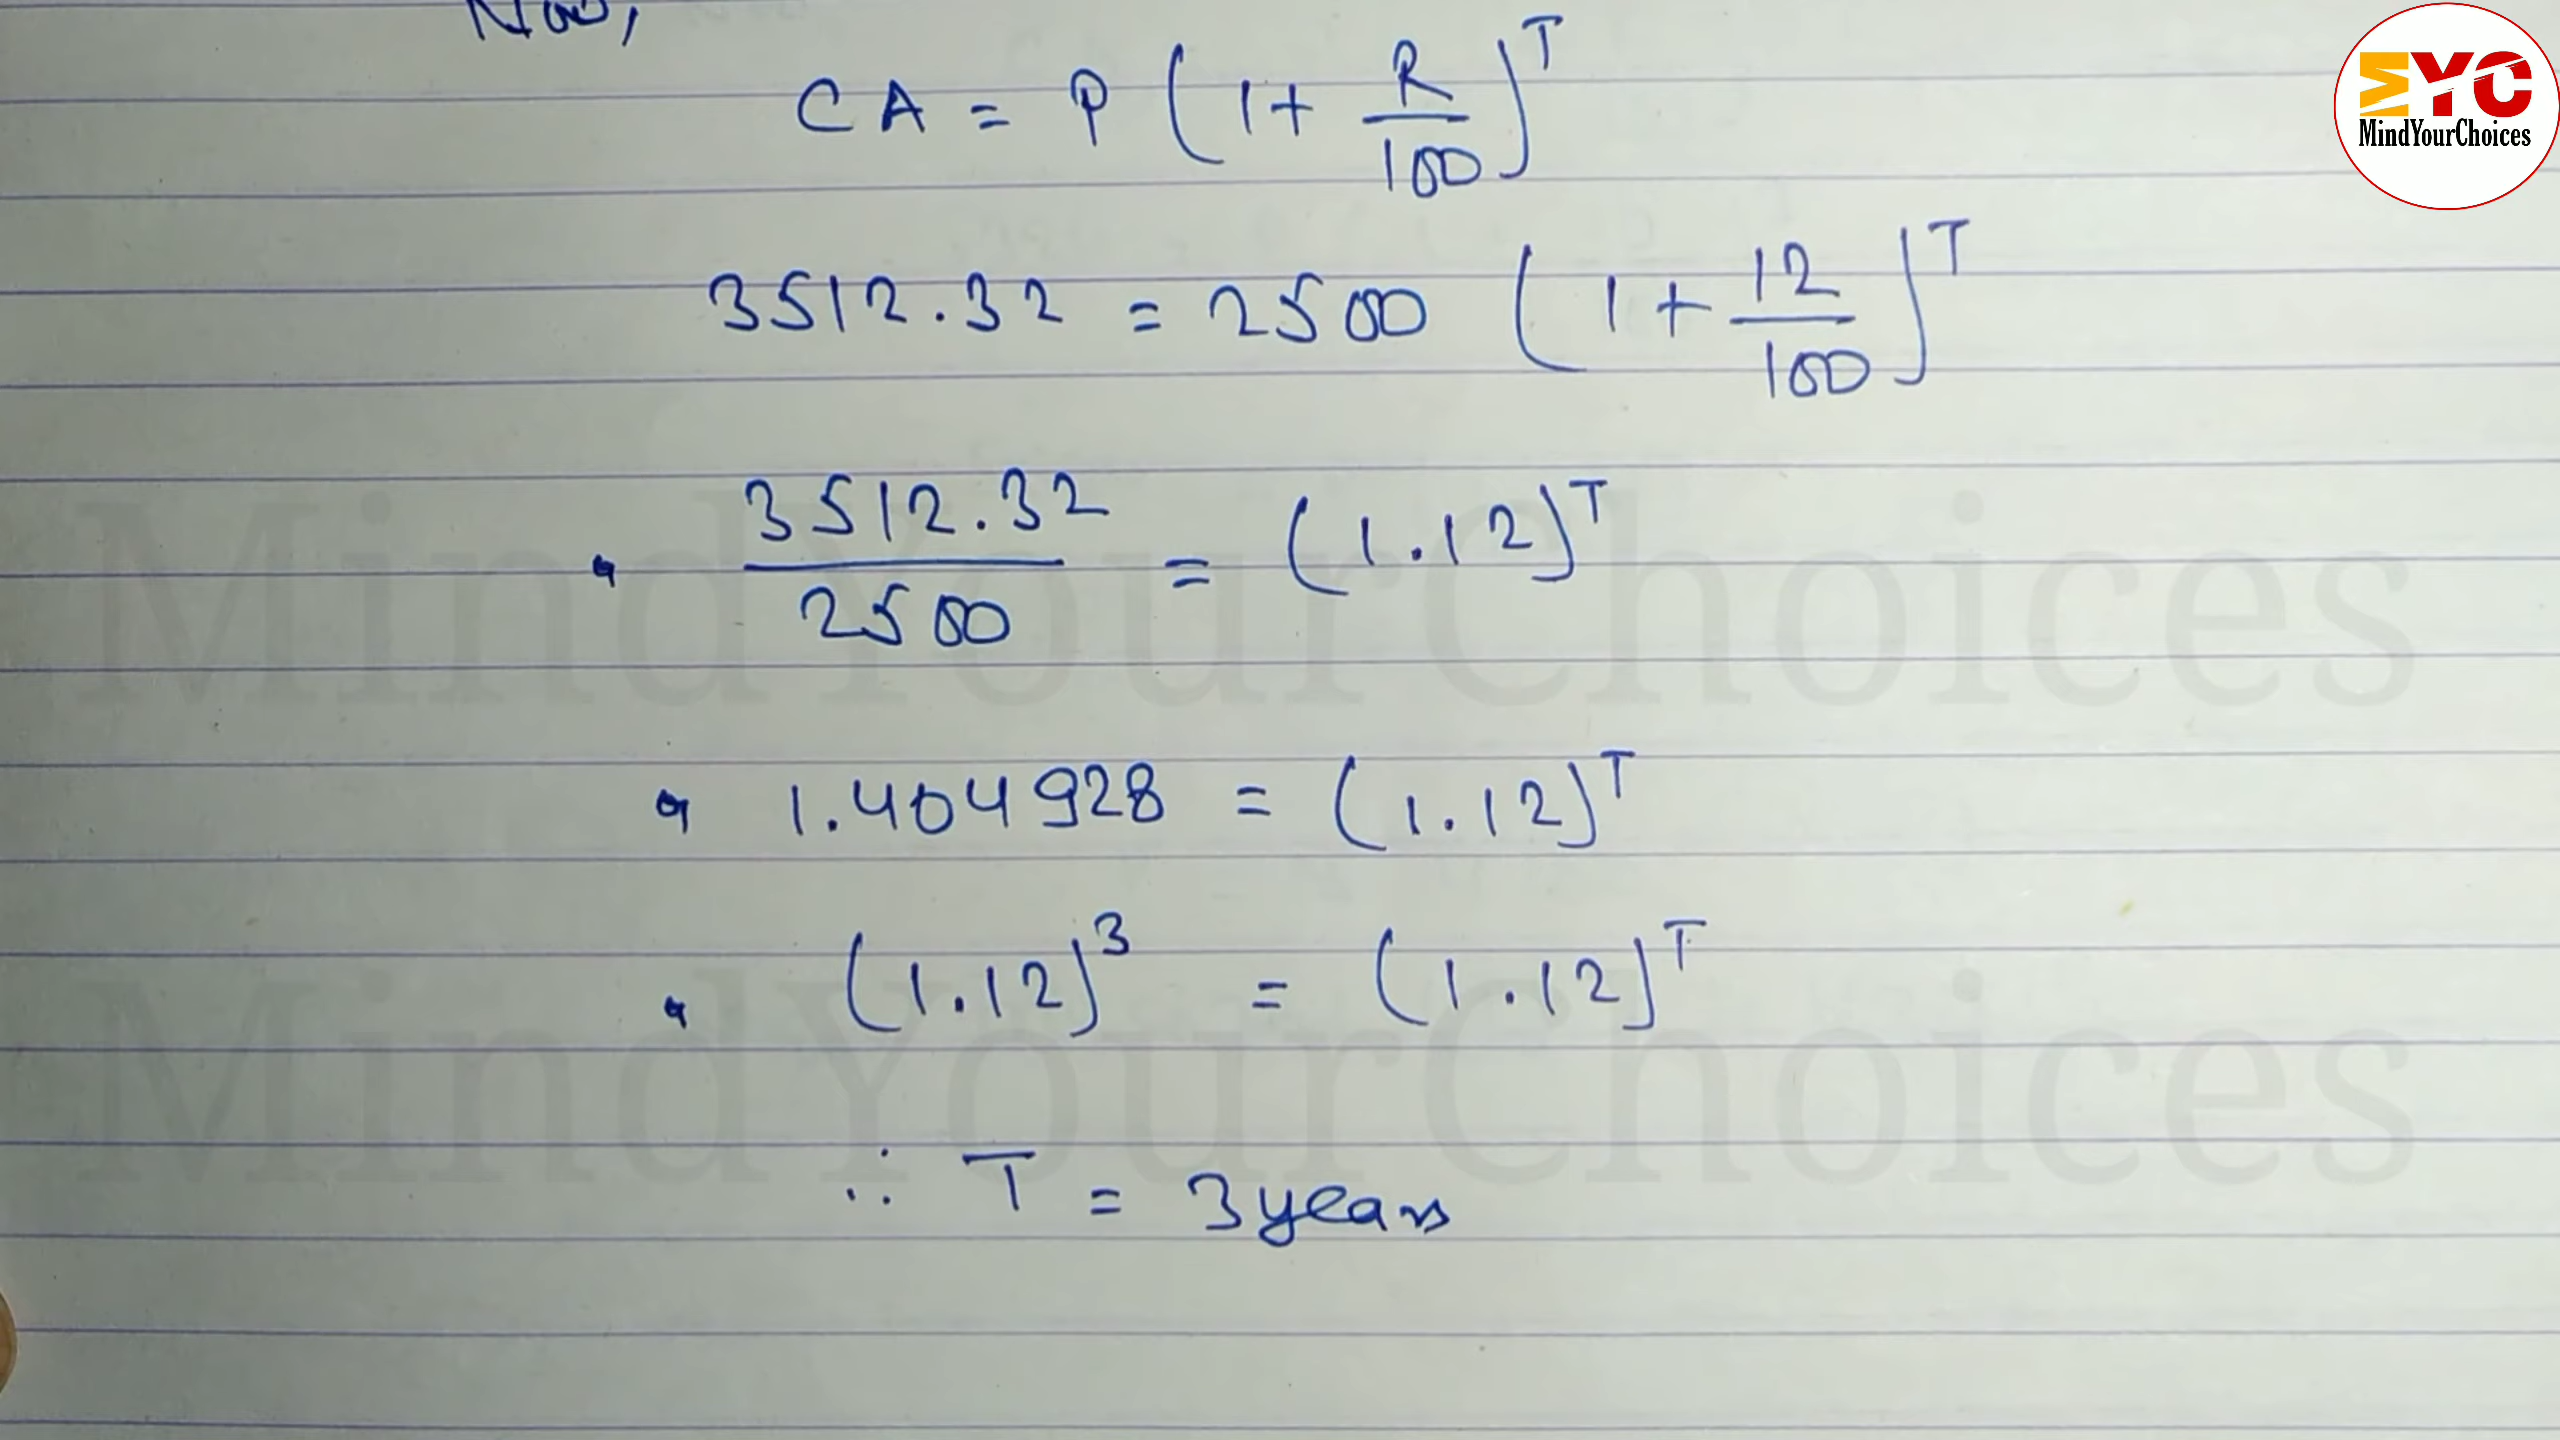 Now,
MYC
MindYourChoices
CA = P (1 + R/100)^T
3512.32 = 2500 (1 + 12/100)^T
3512.32/2500 = (1.12)^T
MindYourChoices
1.404928 = (1.12)^T
(1.12)^3 = (1.12)^T
MindYourChoices
∴ T = 3 years